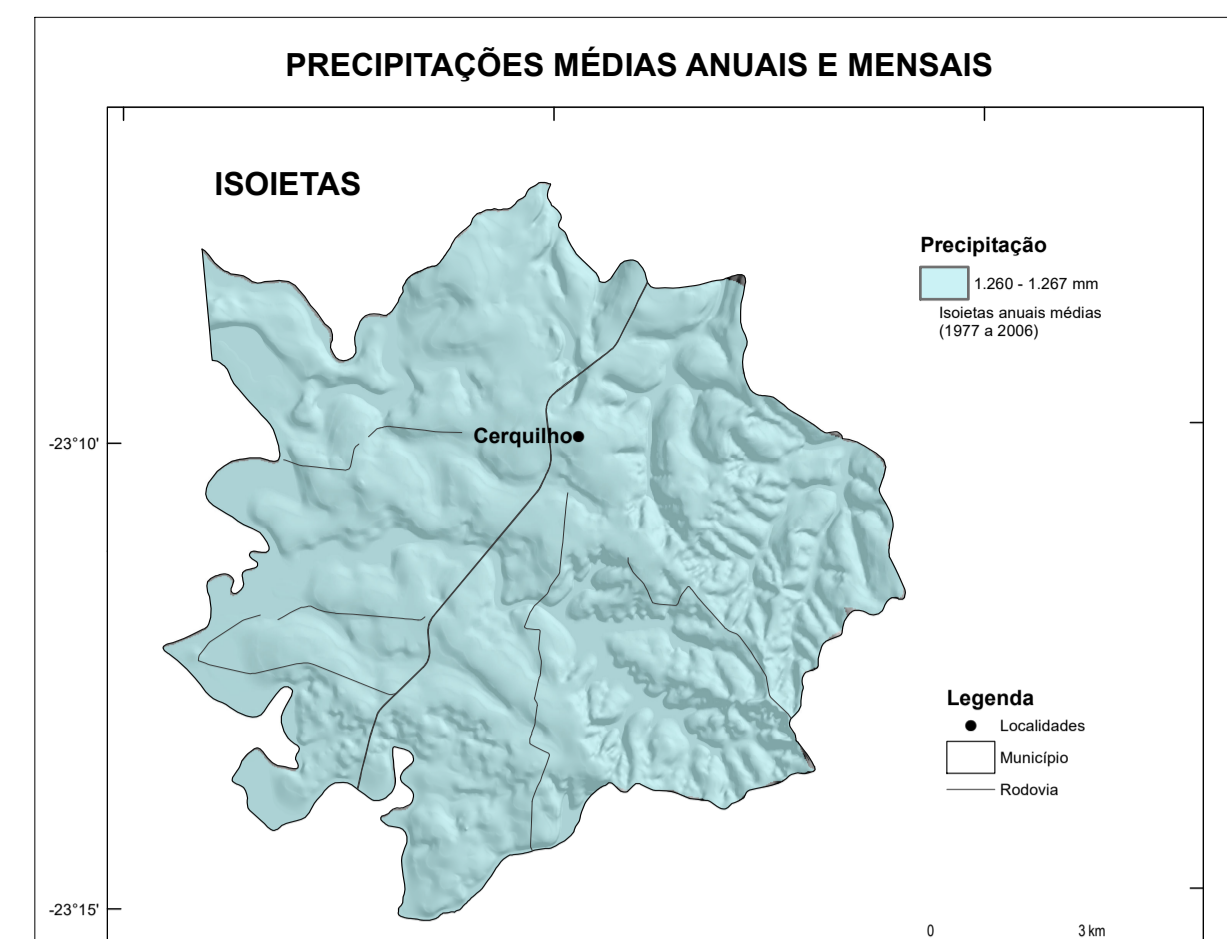 PRECIPITAÇÕES MÉDIAS ANUAIS E MENSAIS
ISOIETAS
Precipitação
1.260 - 1.267 mm
Isoietas anuais médias
(1977 a 2006)
-23°10'
Cerquilho
Legenda
Localidades
Município
Rodovia
-23°15'
0 3 km